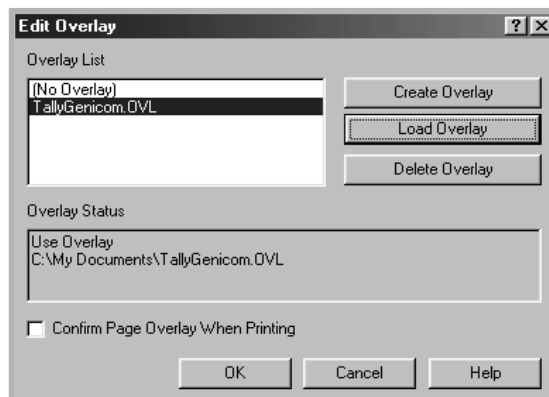 Edit Overlay
Overlay List
(No Overlay)
TallyGenicom.OVL
Create Overlay
Load Overlay
Delete Overlay
Overlay Status
Use Overlay
C:\My Documents\TallyGenicom.OVL
Confirm Page Overlay When Printing
OK Cancel Help